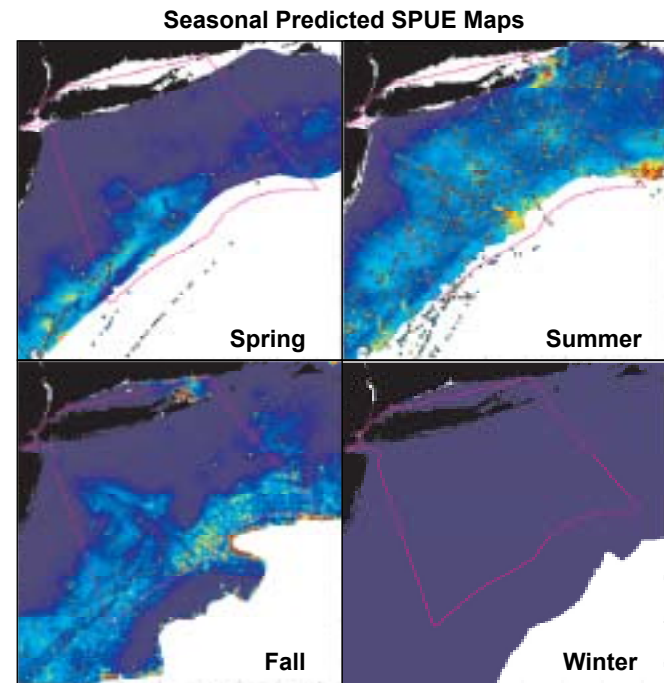 Seasonal Predicted SPUE Maps
Spring
Summer
Fall
Winter